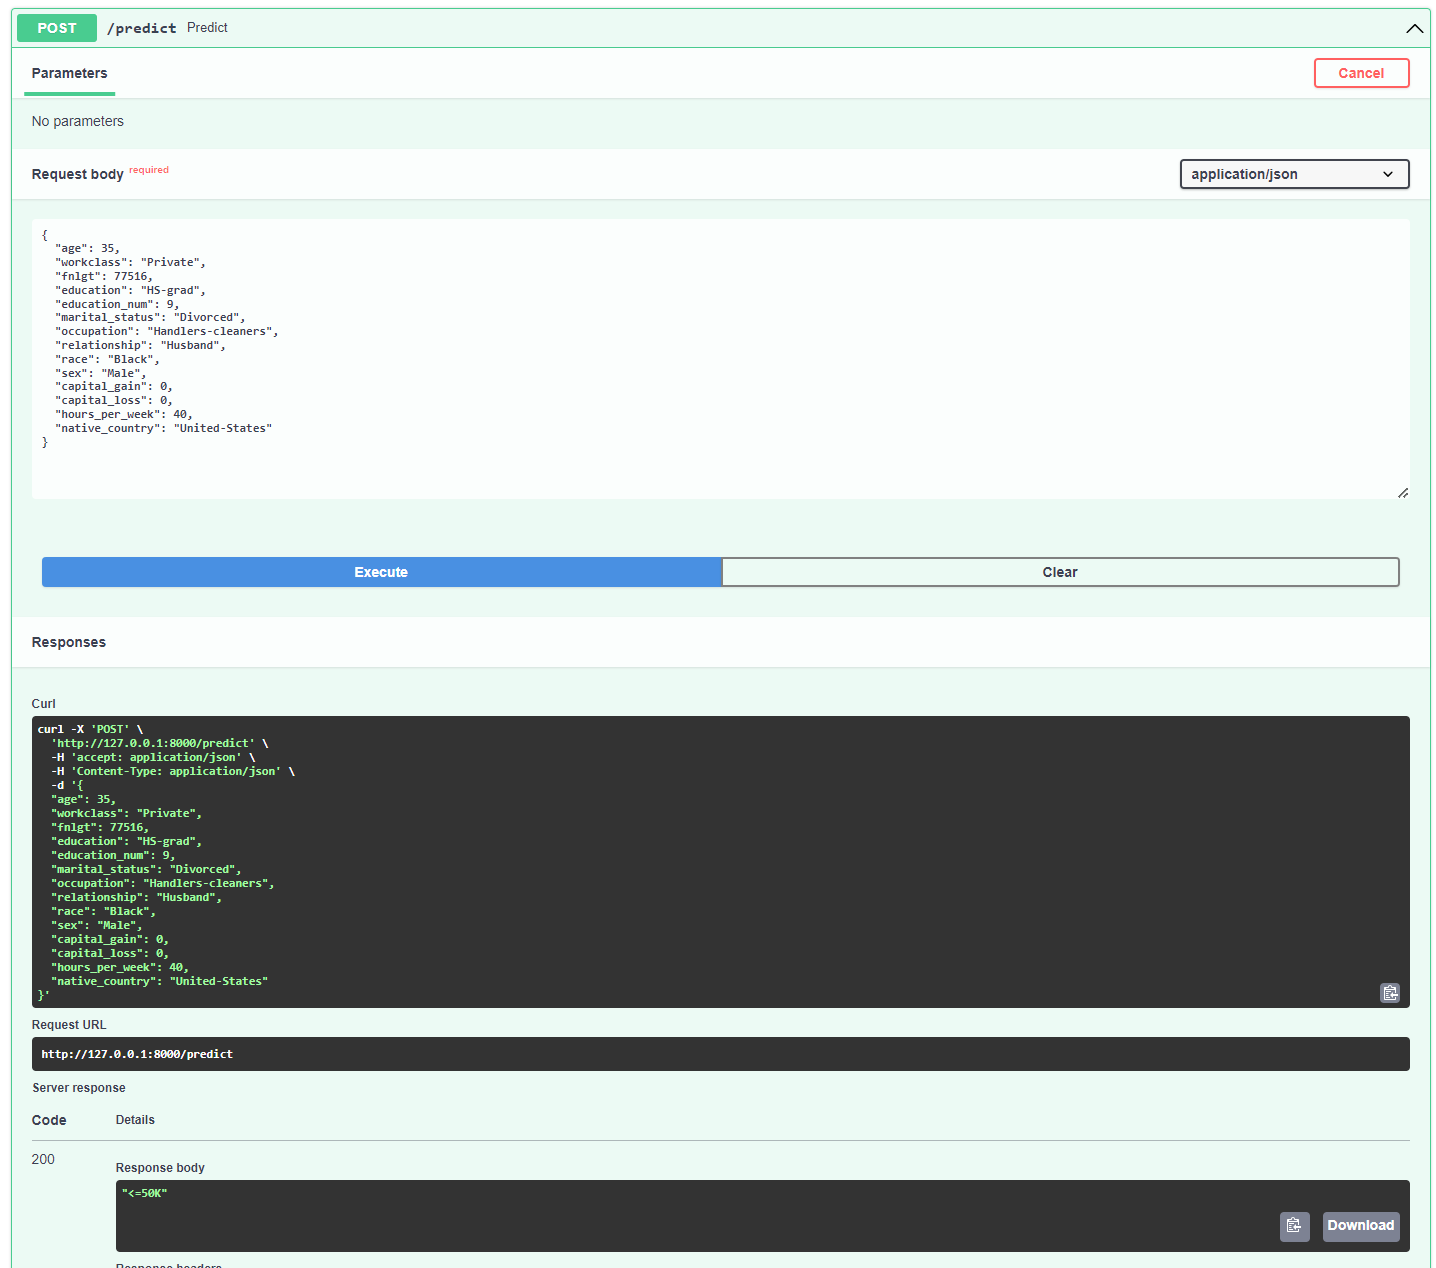 POST /predict Predict
Parameters
Cancel
No parameters
Request body required
application/json
{
  "age": 35,
  "workclass": "Private",
  "fnlgt": 77516,
  "education": "HS-grad",
  "education_num": 9,
  "marital_status": "Divorced",
  "occupation": "Handlers-cleaners",
  "relationship": "Husband",
  "race": "Black",
  "sex": "Male",
  "capital_gain": 0,
  "capital_loss": 0,
  "hours_per_week": 40,
  "native_country": "United-States"
}
Execute
Clear
Responses
Curl
curl -X 'POST' \
  'http://127.0.0.1:8000/predict' \
  -H 'accept: application/json' \
  -H 'Content-Type: application/json' \
  -d '{
  "age": 35,
  "workclass": "Private",
  "fnlgt": 77516,
  "education": "HS-grad",
  "education_num": 9,
  "marital_status": "Divorced",
  "occupation": "Handlers-cleaners",
  "relationship": "Husband",
  "race": "Black",
  "sex": "Male",
  "capital_gain": 0,
  "capital_loss": 0,
  "hours_per_week": 40,
  "native_country": "United-States"
}'
Request URL
http://127.0.0.1:8000/predict
Server response
Code Details
200
Response body
"<=50K"
Download
Response headers